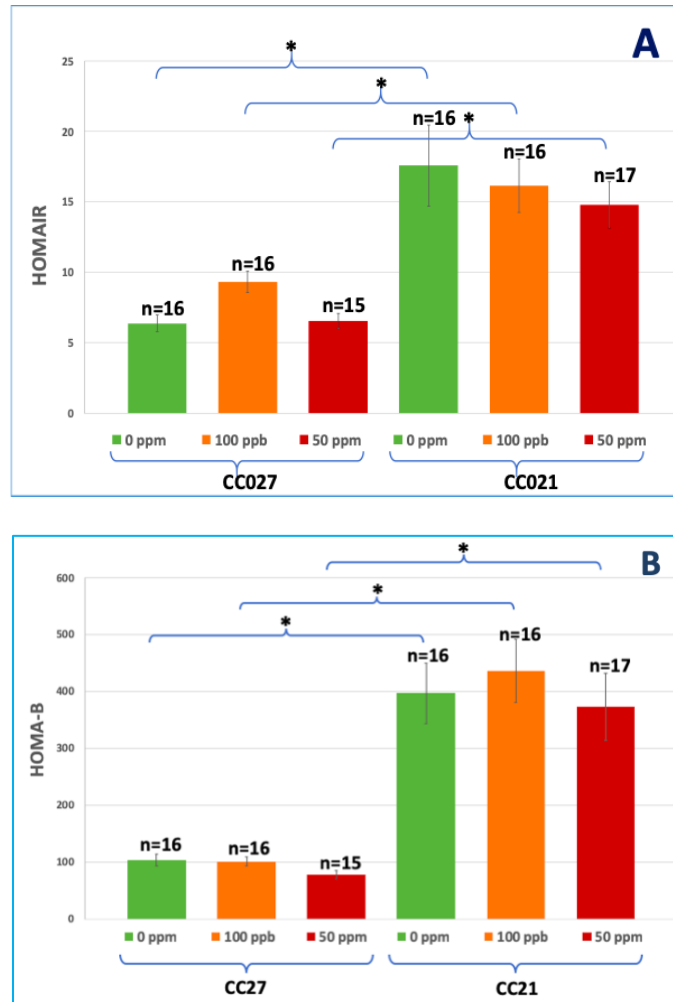 A
*
*
*
25
20
15
10
5
0
HOMAIR
n=16
n=16
n=15
n=16
n=16
n=17
0 ppm 100 ppb 50 ppm 0 ppm 100 ppb 50 ppm
CC027 CC021
B
*
*
*
600
500
400
300
200
100
0
HOMA-B
n=16
n=16
n=15
n=16
n=16
n=17
0 ppm 100 ppb 50 ppm 0 ppm 100 ppb 50 ppm
CC27 CC21